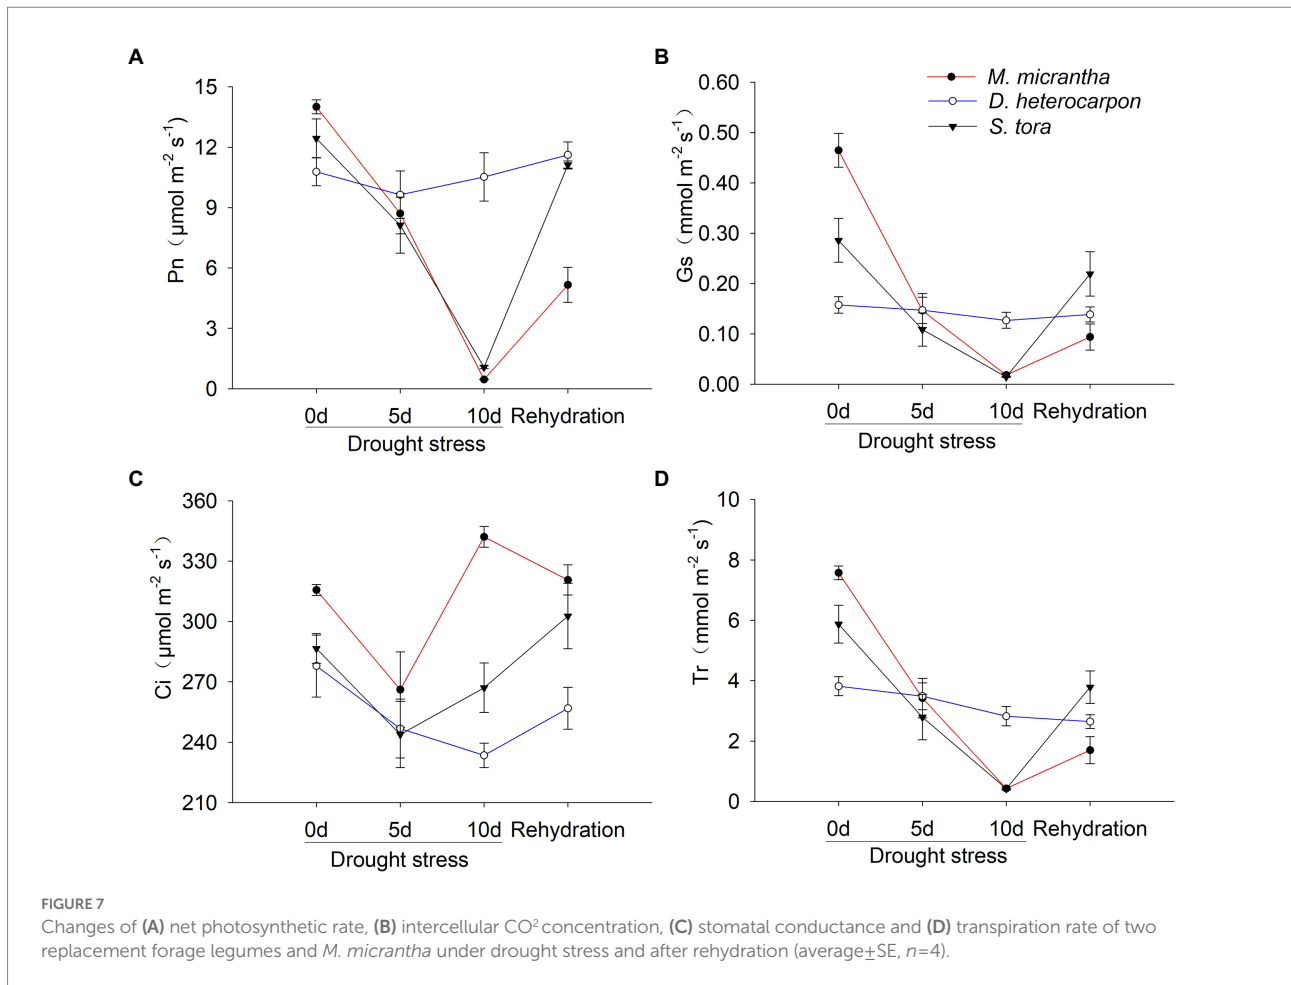 A
Pn（μmol m-2 s-1)
15
12
9
6
3
0
0d 5d 10d Rehydration
Drought stress
B
Gs（mmol m-2 s-1)
0.60
0.50
0.40
0.30
0.20
0.10
0.00
M. micrantha
D. heterocarpon
S. tora
0d 5d 10d Rehydration
Drought stress
C
Ci（μmol m-2 s-1)
360
330
300
270
240
210
0d 5d 10d Rehydration
Drought stress
D
Tr（mmol m-2 s-1)
10
8
6
4
2
0
0d 5d 10d Rehydration
Drought stress
FIGURE 7
Changes of (A) net photosynthetic rate, (B) intercellular CO2 concentration, (C) stomatal conductance and (D) transpiration rate of two
replacement forage legumes and M. micrantha under drought stress and after rehydration (average±SE, n=4).